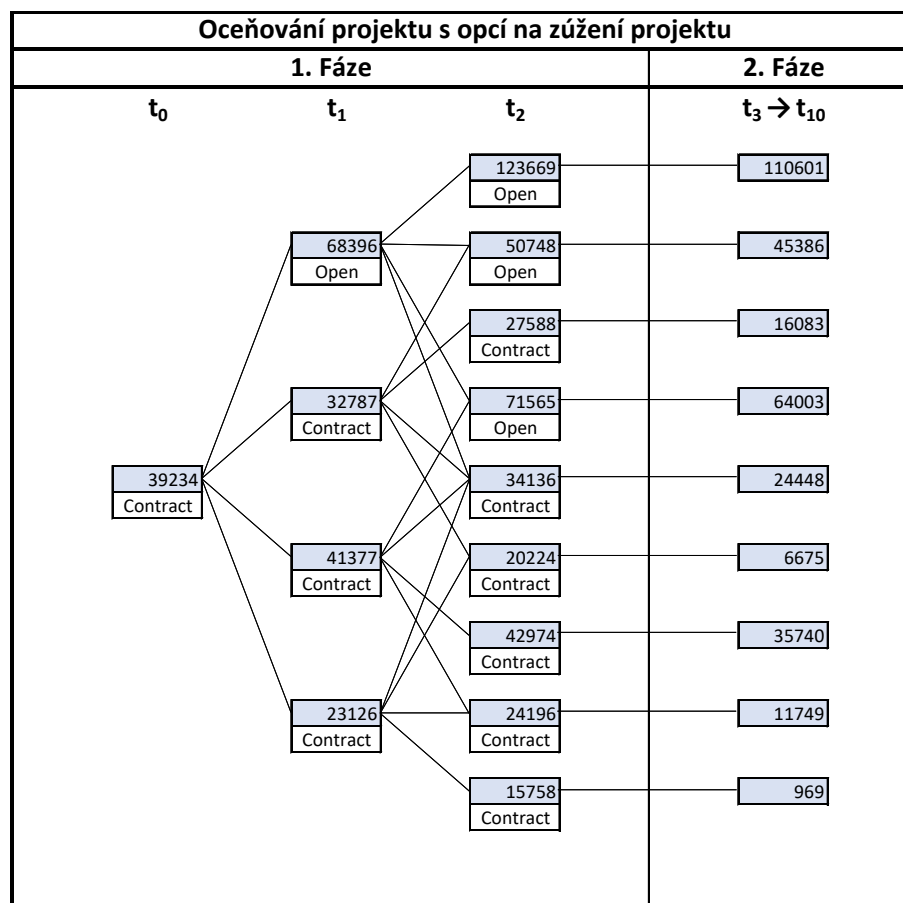 Oceňování projektu s opcí na zúžení projektu
1. Fáze 2. Fáze
t0 t1 t2 t3 → t10
123669 110601
Open
68396 50748 45386
Open Open
27588 16083
Contract
32787 71565 64003
Contract Open
39234 34136 24448
Contract Contract
41377 20224 6675
Contract Contract
42974 35740
Contract
23126 24196 11749
Contract Contract
15758 969
Contract